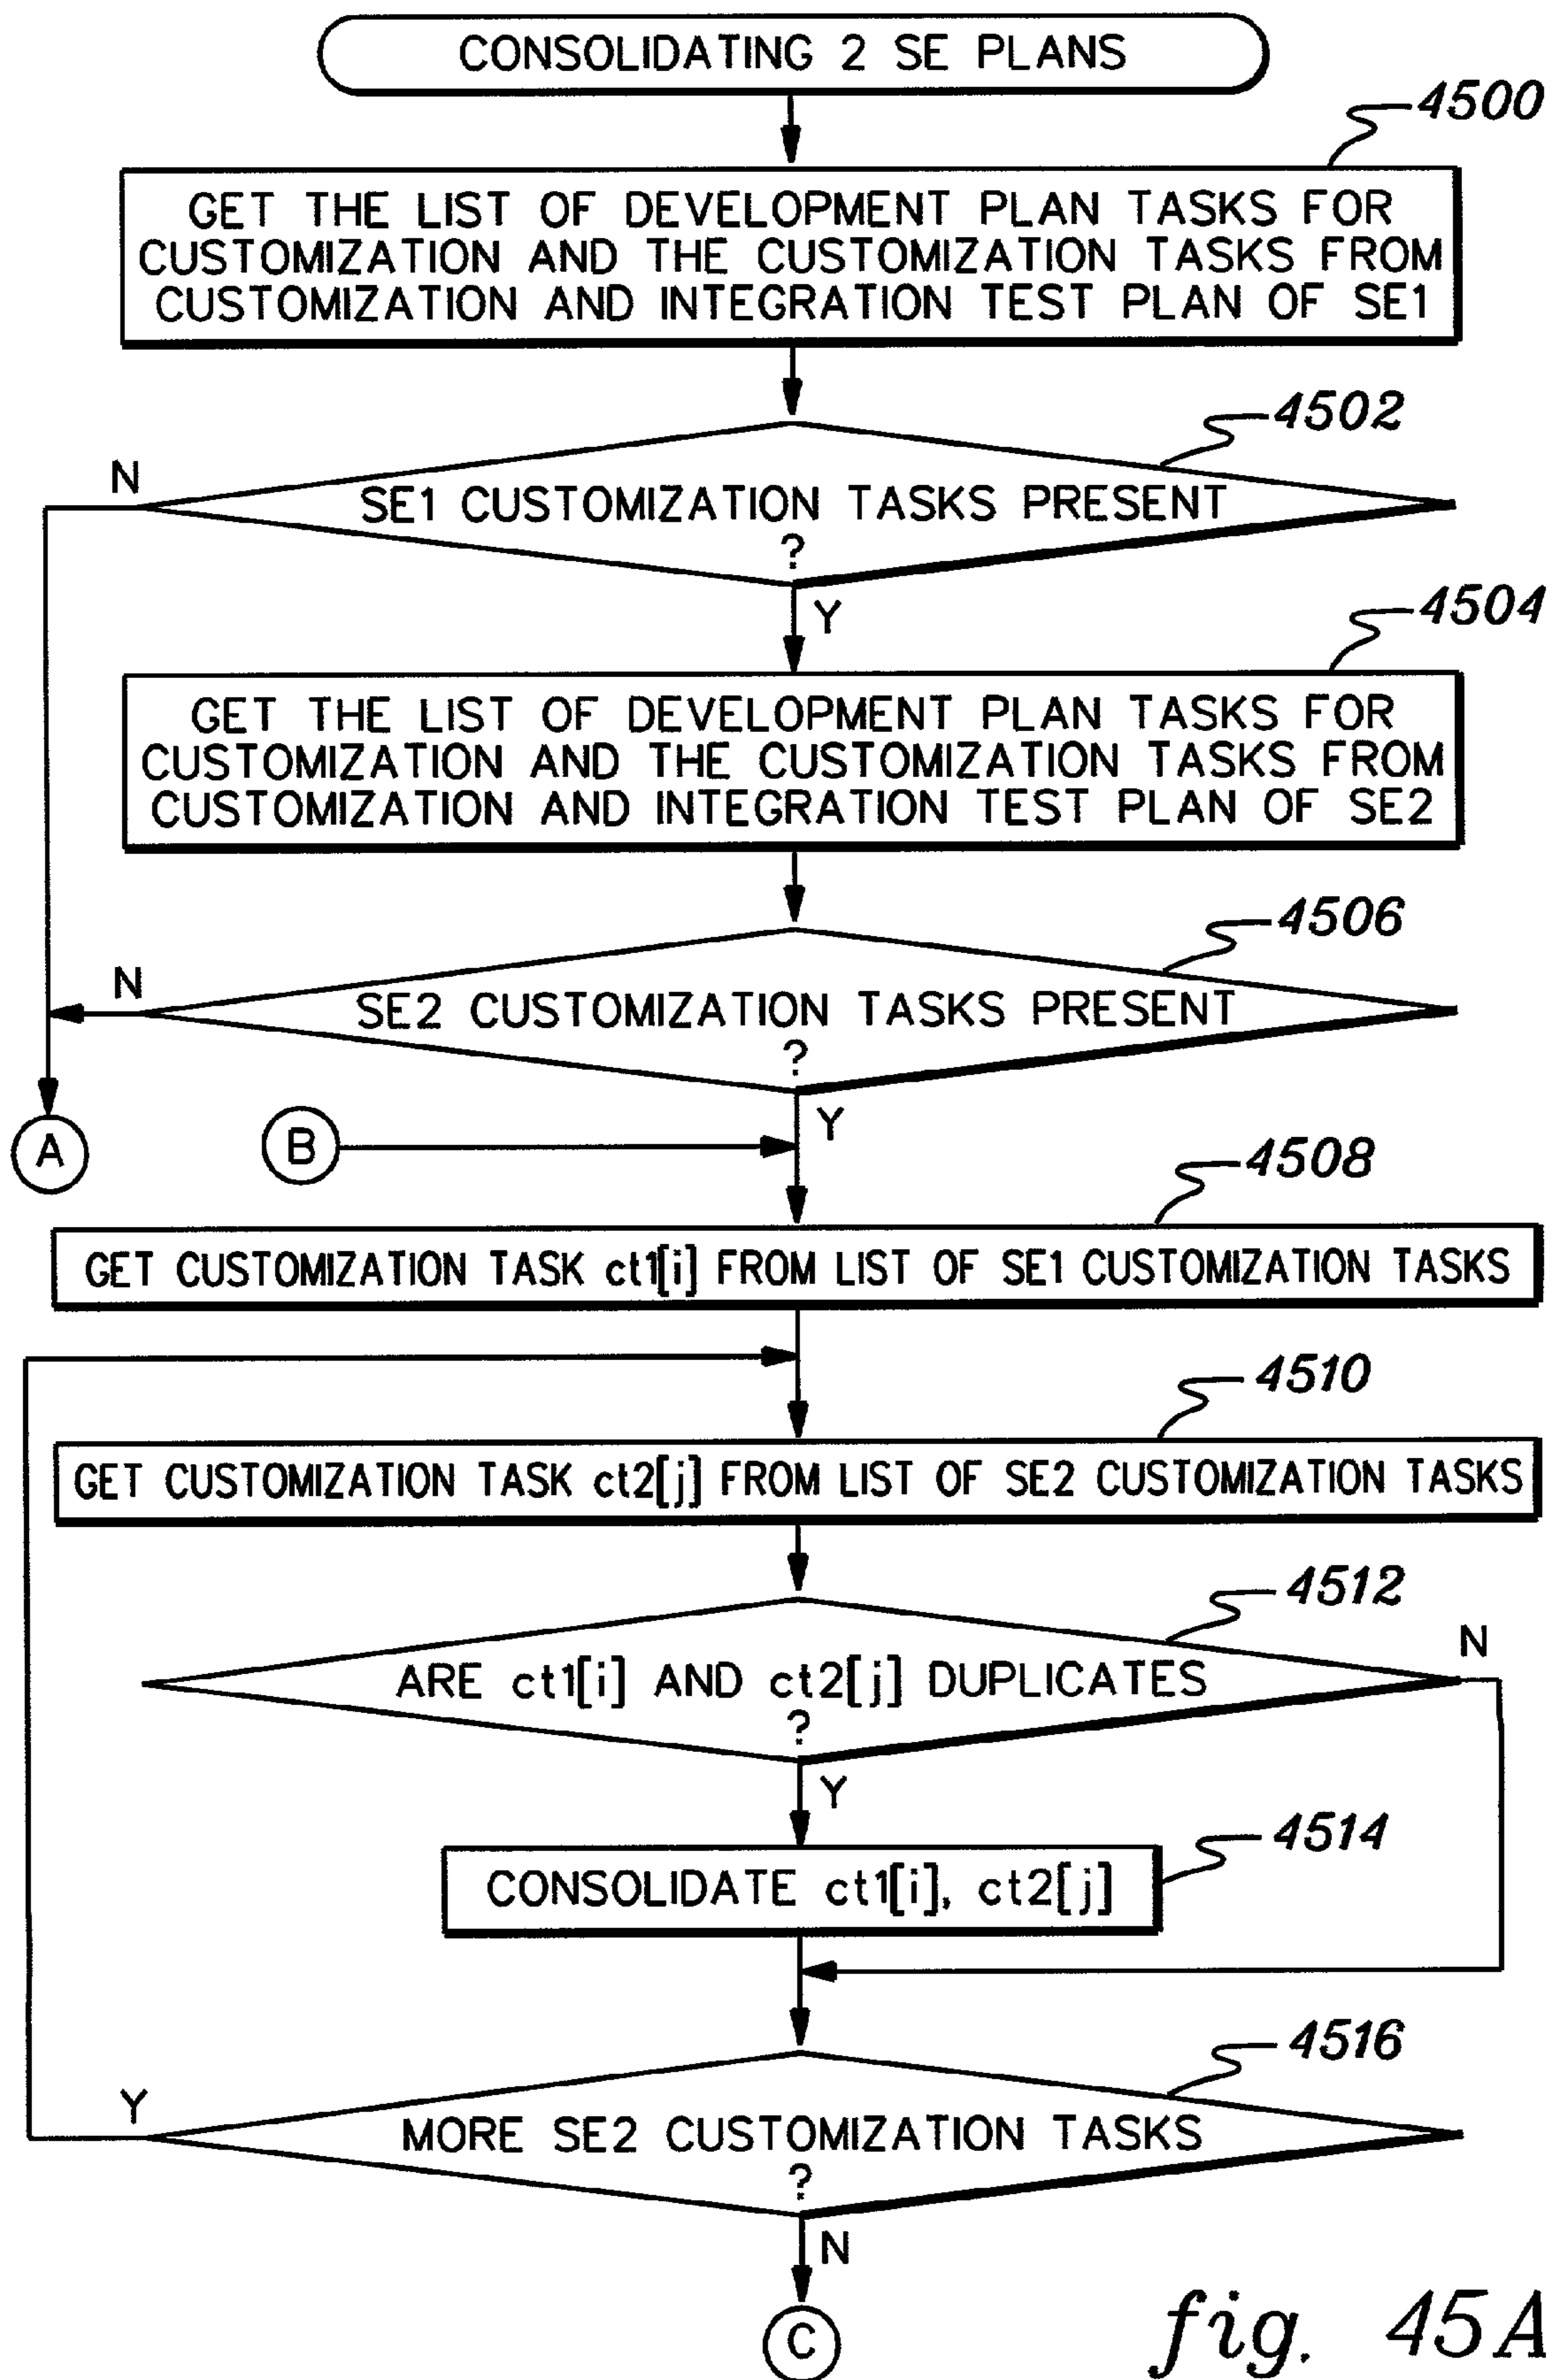 CONSOLIDATING 2 SE PLANS
4500
GET THE LIST OF DEVELOPMENT PLAN TASKS FOR
CUSTOMIZATION AND THE CUSTOMIZATION TASKS FROM
CUSTOMIZATION AND INTEGRATION TEST PLAN OF SE1
4502
N
SE1 CUSTOMIZATION TASKS PRESENT
?
Y
4504
GET THE LIST OF DEVELOPMENT PLAN TASKS FOR
CUSTOMIZATION AND THE CUSTOMIZATION TASKS FROM
CUSTOMIZATION AND INTEGRATION TEST PLAN OF SE2
4506
N
SE2 CUSTOMIZATION TASKS PRESENT
?
Y
A
B
4508
GET CUSTOMIZATION TASK ct1[i] FROM LIST OF SE1 CUSTOMIZATION TASKS
4510
GET CUSTOMIZATION TASK ct2[j] FROM LIST OF SE2 CUSTOMIZATION TASKS
4512
N
ARE ct1[i] AND ct2[j] DUPLICATES
?
Y
4514
CONSOLIDATE ct1[i], ct2[j]
4516
Y
MORE SE2 CUSTOMIZATION TASKS
?
N
C
fig. 45A